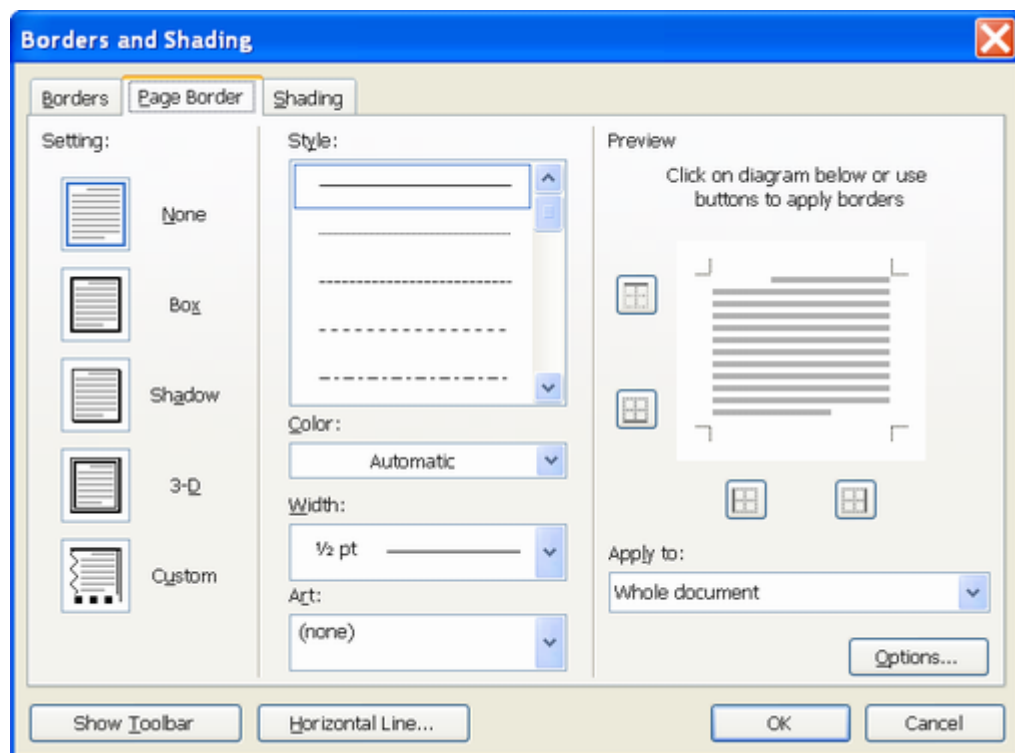 Borders and Shading
Borders
Page Border
Shading
Setting:
None
Box
Shadow
3-D
Custom
Style:
Color:
Automatic
Width:
½ pt
Art:
(none)
Preview
Click on diagram below or use
buttons to apply borders
Apply to:
Whole document
Options...
Show Toolbar
Horizontal Line...
OK
Cancel